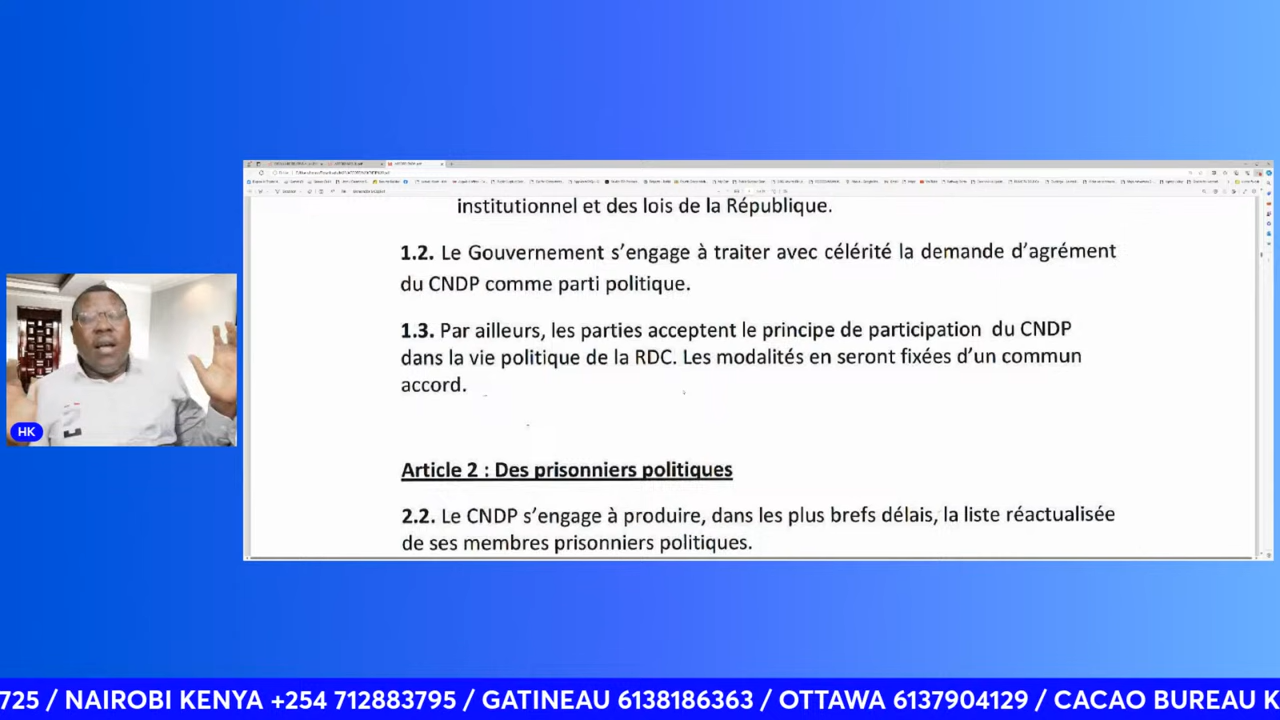 institutionnel et des lois de la République.
1.2. Le Gouvernement s’engage à traiter avec célérité la demande d’agrément
du CNDP comme parti politique.
1.3. Par ailleurs, les parties acceptent le principe de participation du CNDP
dans la vie politique de la RDC. Les modalités en seront fixées d’un commun
accord.
Article 2 : Des prisonniers politiques
2.2. Le CNDP s’engage à produire, dans les plus brefs délais, la liste réactualisée
de ses membres prisonniers politiques.
HK
725 / NAIROBI KENYA +254 712883795 / GATINEAU 6138186363 / OTTAWA 6137904129 / CACAO BUREAU K